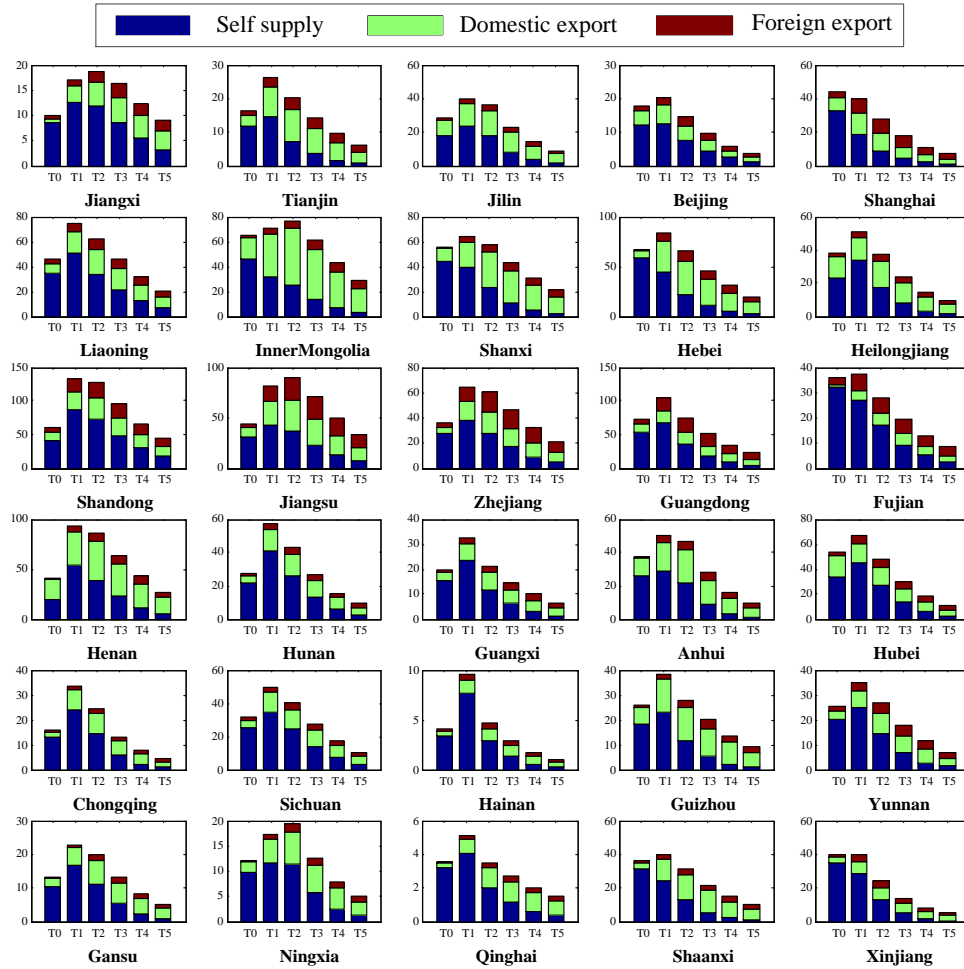 Self supply Domestic export Foreign export
20 15 10 5 0
T0 T1 T2 T3 T4 T5
Jiangxi
30 20 10 0
T0 T1 T2 T3 T4 T5
Tianjin
60 40 20 0
T0 T1 T2 T3 T4 T5
Jilin
30 20 10 0
T0 T1 T2 T3 T4 T5
Beijing
60 40 20 0
T0 T1 T2 T3 T4 T5
Shanghai
80 60 40 20 0
T0 T1 T2 T3 T4 T5
Liaoning
80 60 40 20 0
T0 T1 T2 T3 T4 T5
InnerMongolia
80 60 40 20 0
T0 T1 T2 T3 T4 T5
Shanxi
100 50 0
T0 T1 T2 T3 T4 T5
Hebei
60 40 20 0
T0 T1 T2 T3 T4 T5
Heilongjiang
150 100 50 0
T0 T1 T2 T3 T4 T5
Shandong
100 50 0
T0 T1 T2 T3 T4 T5
Jiangsu
80 60 40 20 0
T0 T1 T2 T3 T4 T5
Zhejiang
150 100 50 0
T0 T1 T2 T3 T4 T5
Guangdong
40 30 20 10 0
T0 T1 T2 T3 T4 T5
Fujian
100 50 0
T0 T1 T2 T3 T4 T5
Henan
60 40 20 0
T0 T1 T2 T3 T4 T5
Hunan
40 30 20 10 0
T0 T1 T2 T3 T4 T5
Guangxi
60 40 20 0
T0 T1 T2 T3 T4 T5
Anhui
80 60 40 20 0
T0 T1 T2 T3 T4 T5
Hubei
40 30 20 10 0
T0 T1 T2 T3 T4 T5
Chongqing
60 40 20 0
T0 T1 T2 T3 T4 T5
Sichuan
10 5 0
T0 T1 T2 T3 T4 T5
Hainan
40 30 20 10 0
T0 T1 T2 T3 T4 T5
Guizhou
40 30 20 10 0
T0 T1 T2 T3 T4 T5
Yunnan
30 20 10 0
T0 T1 T2 T3 T4 T5
Gansu
20 15 10 5 0
T0 T1 T2 T3 T4 T5
Ningxia
6 4 2 0
T0 T1 T2 T3 T4 T5
Qinghai
60 40 20 0
T0 T1 T2 T3 T4 T5
Shaanxi
60 40 20 0
T0 T1 T2 T3 T4 T5
Xinjiang